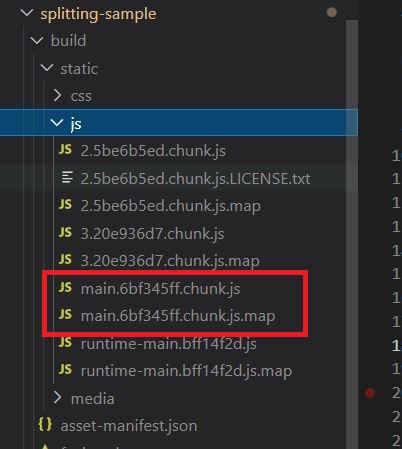 splitting-sample
build
static
css
js
JS 2.5be6b5ed.chunk.js
2.5be6b5ed.chunk.js.LICENSE.txt
JS 2.5be6b5ed.chunk.js.map
JS 3.20e936d7.chunk.js
JS 3.20e936d7.chunk.js.map
JS main.6bf345ff.chunk.js
JS main.6bf345ff.chunk.js.map
JS runtime-main.bff14f2d.js
JS runtime-main.bff14f2d.js.map
media
{} asset-manifest.json